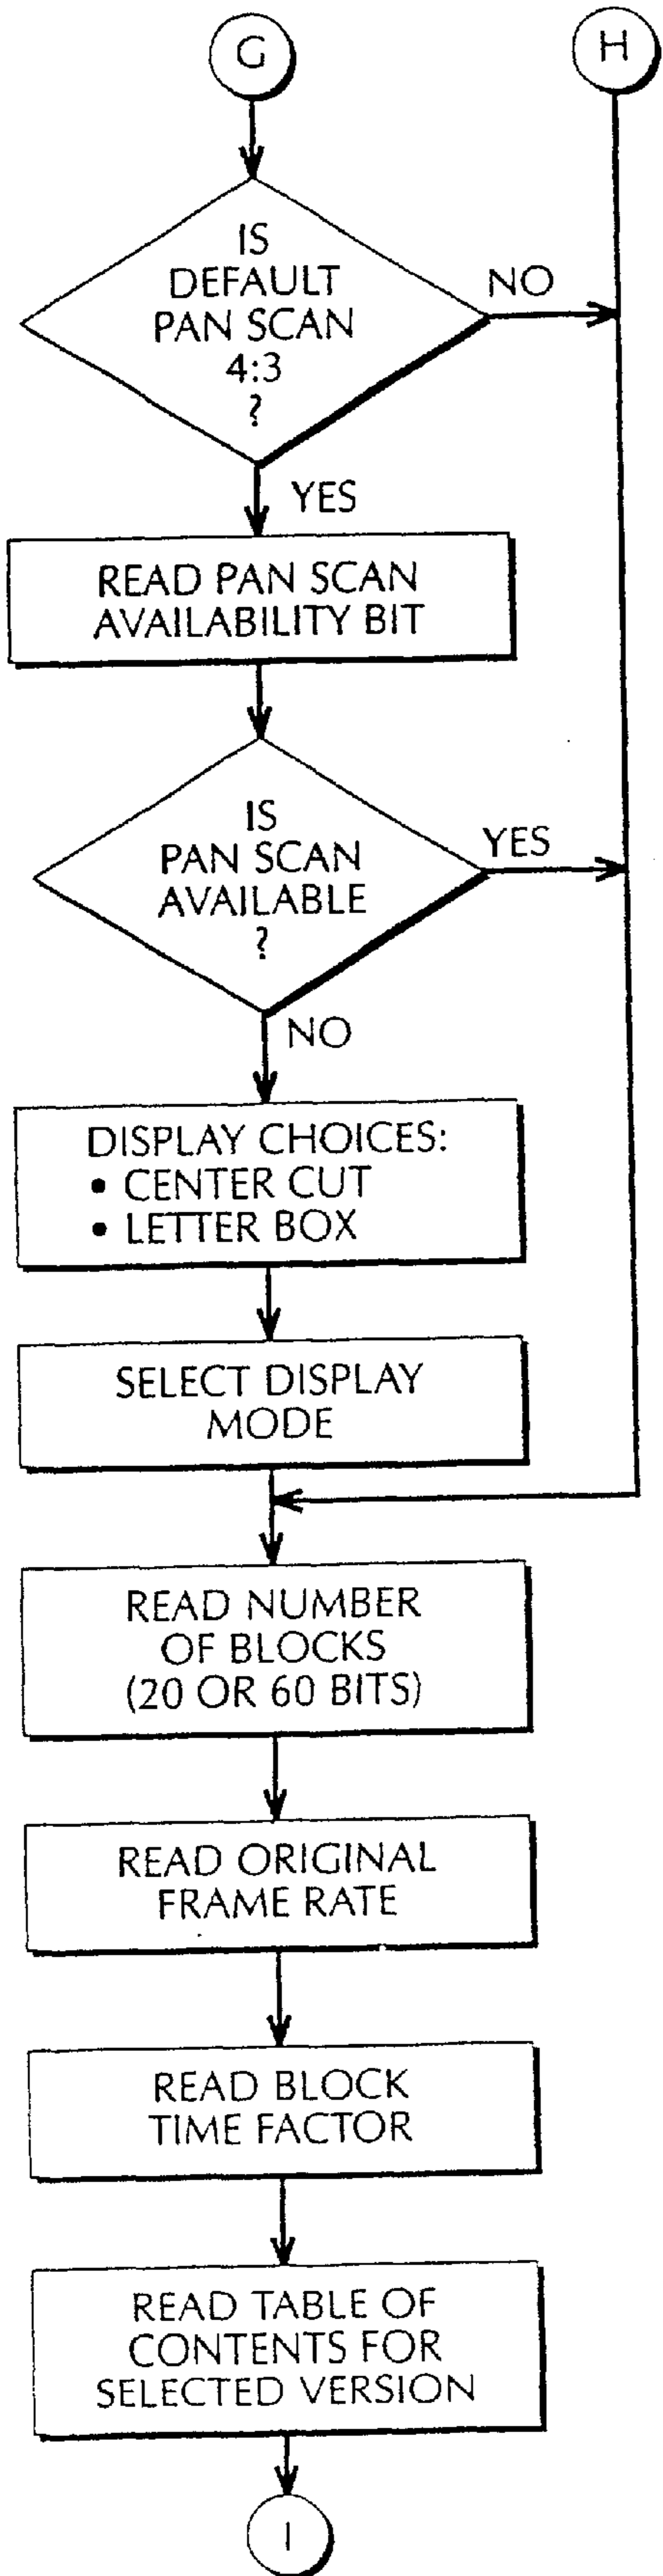 G
H
IS
DEFAULT
PAN SCAN
4:3
?
NO
YES
READ PAN SCAN
AVAILABILITY BIT
IS
PAN SCAN
AVAILABLE
?
YES
NO
DISPLAY CHOICES:
• CENTER CUT
• LETTER BOX
SELECT DISPLAY
MODE
READ NUMBER
OF BLOCKS
(20 OR 60 BITS)
READ ORIGINAL
FRAME RATE
READ BLOCK
TIME FACTOR
READ TABLE OF
CONTENTS FOR
SELECTED VERSION
I